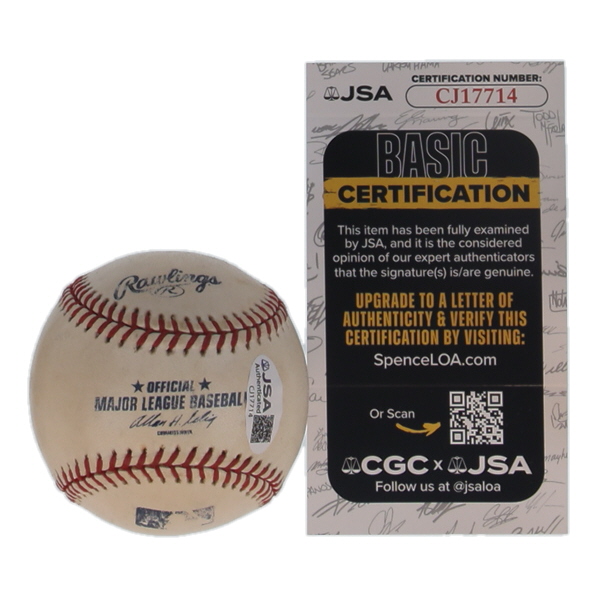 JSA
CERTIFICATION NUMBER:
CJ17714
BASIC
CERTIFICATION
This item has been fully examined
by JSA, and it is the considered
opinion of our expert authenticators
that the signature(s) is/are genuine.
UPGRADE TO A LETTER OF
AUTHENTICITY & VERIFY THIS
CERTIFICATION BY VISITING:
SpenceLOA.com
Or Scan
CGC x JSA
Follow us at @jsaloa
Rawlings
R
★ OFFICIAL ★
MAJOR LEAGUE BASEBALL
Allan H. Selig
COMMISSIONER
JSA
Authenticated
CJ17714